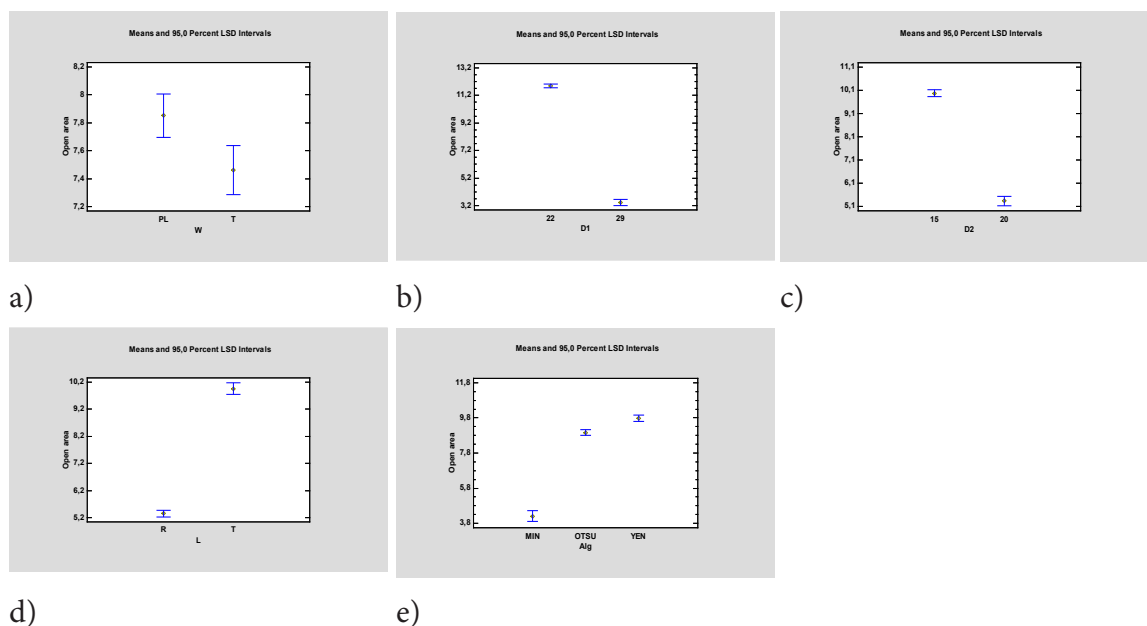 Means and 95,0 Percent LSD Intervals
8,2
8
7,8
7,6
7,4
7,2
Open area
PL T
W
a)
Means and 95,0 Percent LSD Intervals
13,2
11,2
9,2
7,2
5,2
3,2
Open area
22 29
D1
b)
Means and 95,0 Percent LSD Intervals
11,1
10,1
9,1
8,1
7,1
6,1
5,1
Open area
15 20
D2
c)
Means and 95,0 Percent LSD Intervals
10,2
9,2
8,2
7,2
6,2
5,2
Open area
R T
L
d)
Means and 95,0 Percent LSD Intervals
11,8
9,8
7,8
5,8
3,8
Open area
MIN OTSU YEN
Alg
e)